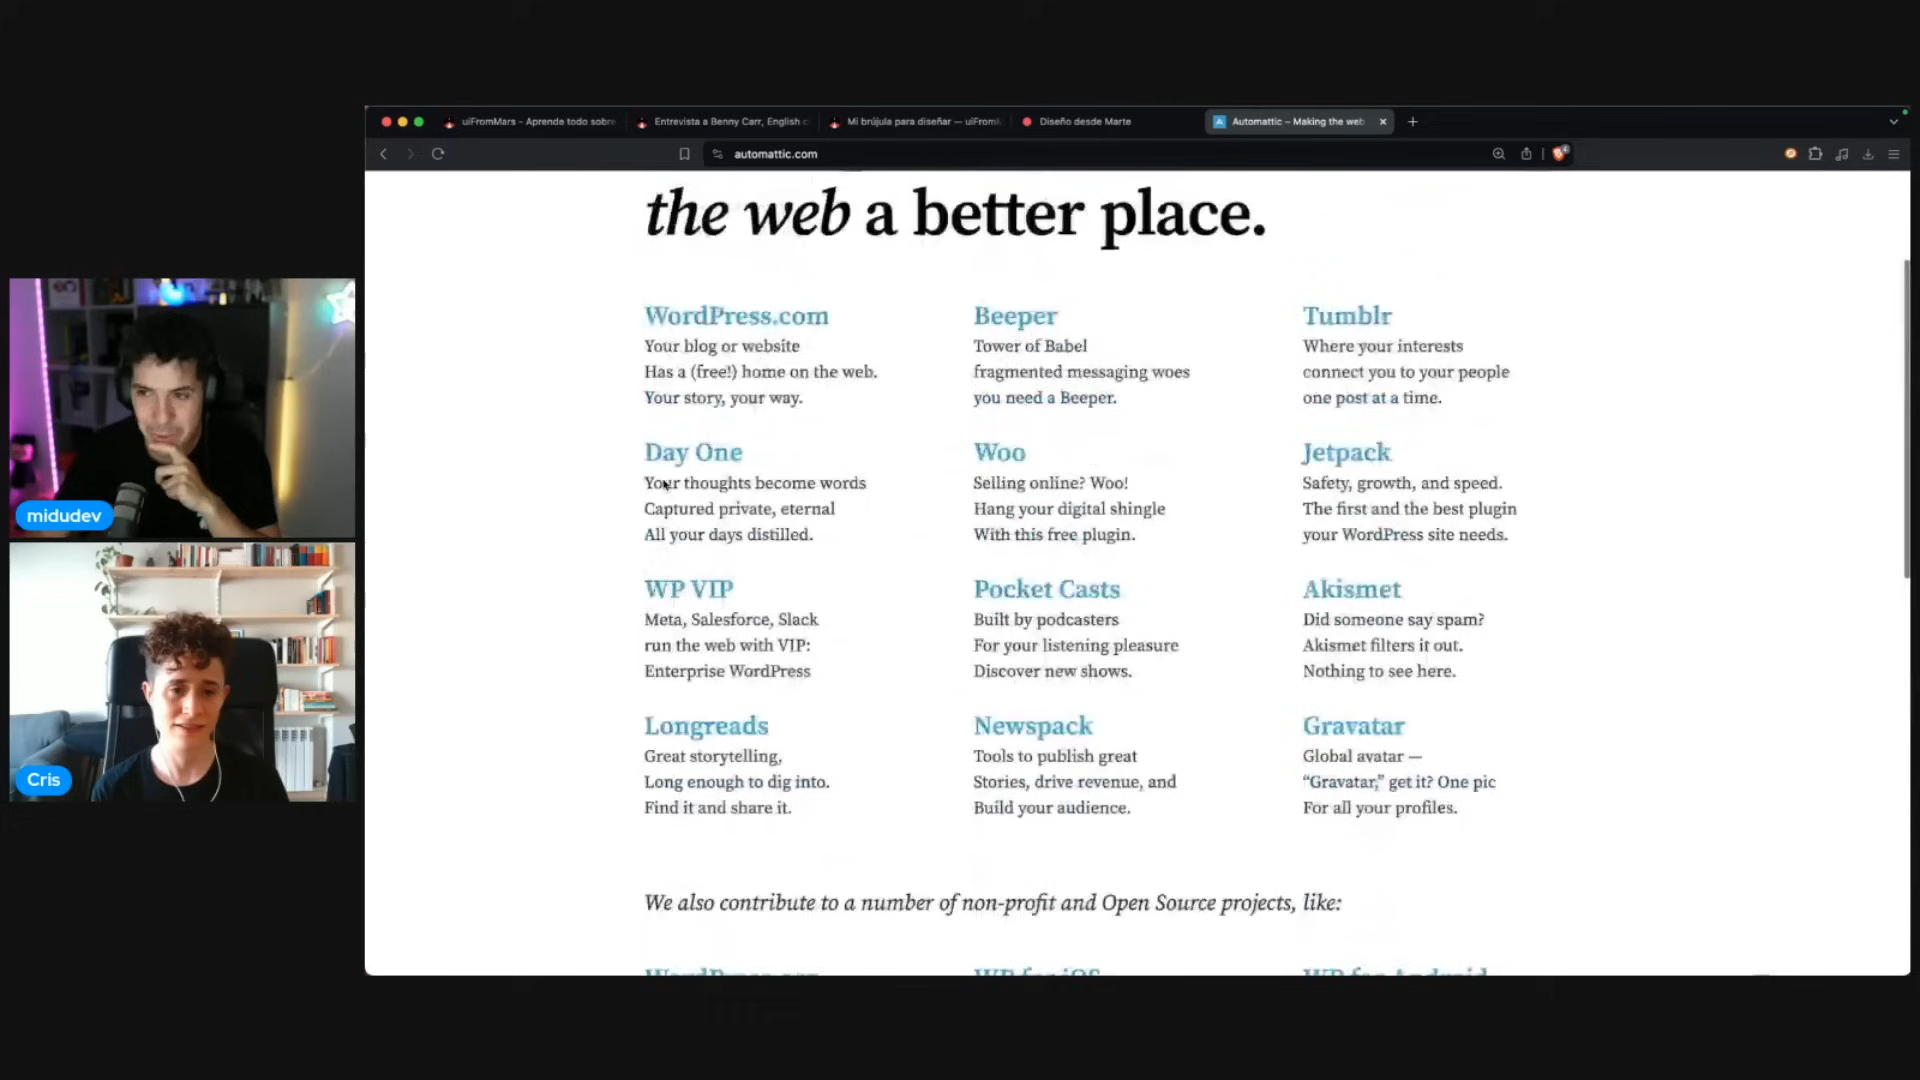 uiFromMars - Aprende todo sobre
Entrevista a Benny Carr, English c
Mi brújula para diseñar — uiFromM
Diseño desde Marte
Automattic – Making the web
automattic.com
the web a better place.
WordPress.com
Your blog or website
Has a (free!) home on the web.
Your story, your way.
Beeper
Tower of Babel
fragmented messaging woes
you need a Beeper.
Tumblr
Where your interests
connect you to your people
one post at a time.
Day One
Your thoughts become words
Captured private, eternal
All your days distilled.
Woo
Selling online? Woo!
Hang your digital shingle
With this free plugin.
Jetpack
Safety, growth, and speed.
The first and the best plugin
your WordPress site needs.
WP VIP
Meta, Salesforce, Slack
run the web with VIP:
Enterprise WordPress
Pocket Casts
Built by podcasters
For your listening pleasure
Discover new shows.
Akismet
Did someone say spam?
Akismet filters it out.
Nothing to see here.
Longreads
Great storytelling,
Long enough to dig into.
Find it and share it.
Newspack
Tools to publish great
Stories, drive revenue, and
Build your audience.
Gravatar
Global avatar —
“Gravatar,” get it? One pic
For all your profiles.
We also contribute to a number of non-profit and Open Source projects, like:
WP for iOS
WP for Android
midudev
Cris